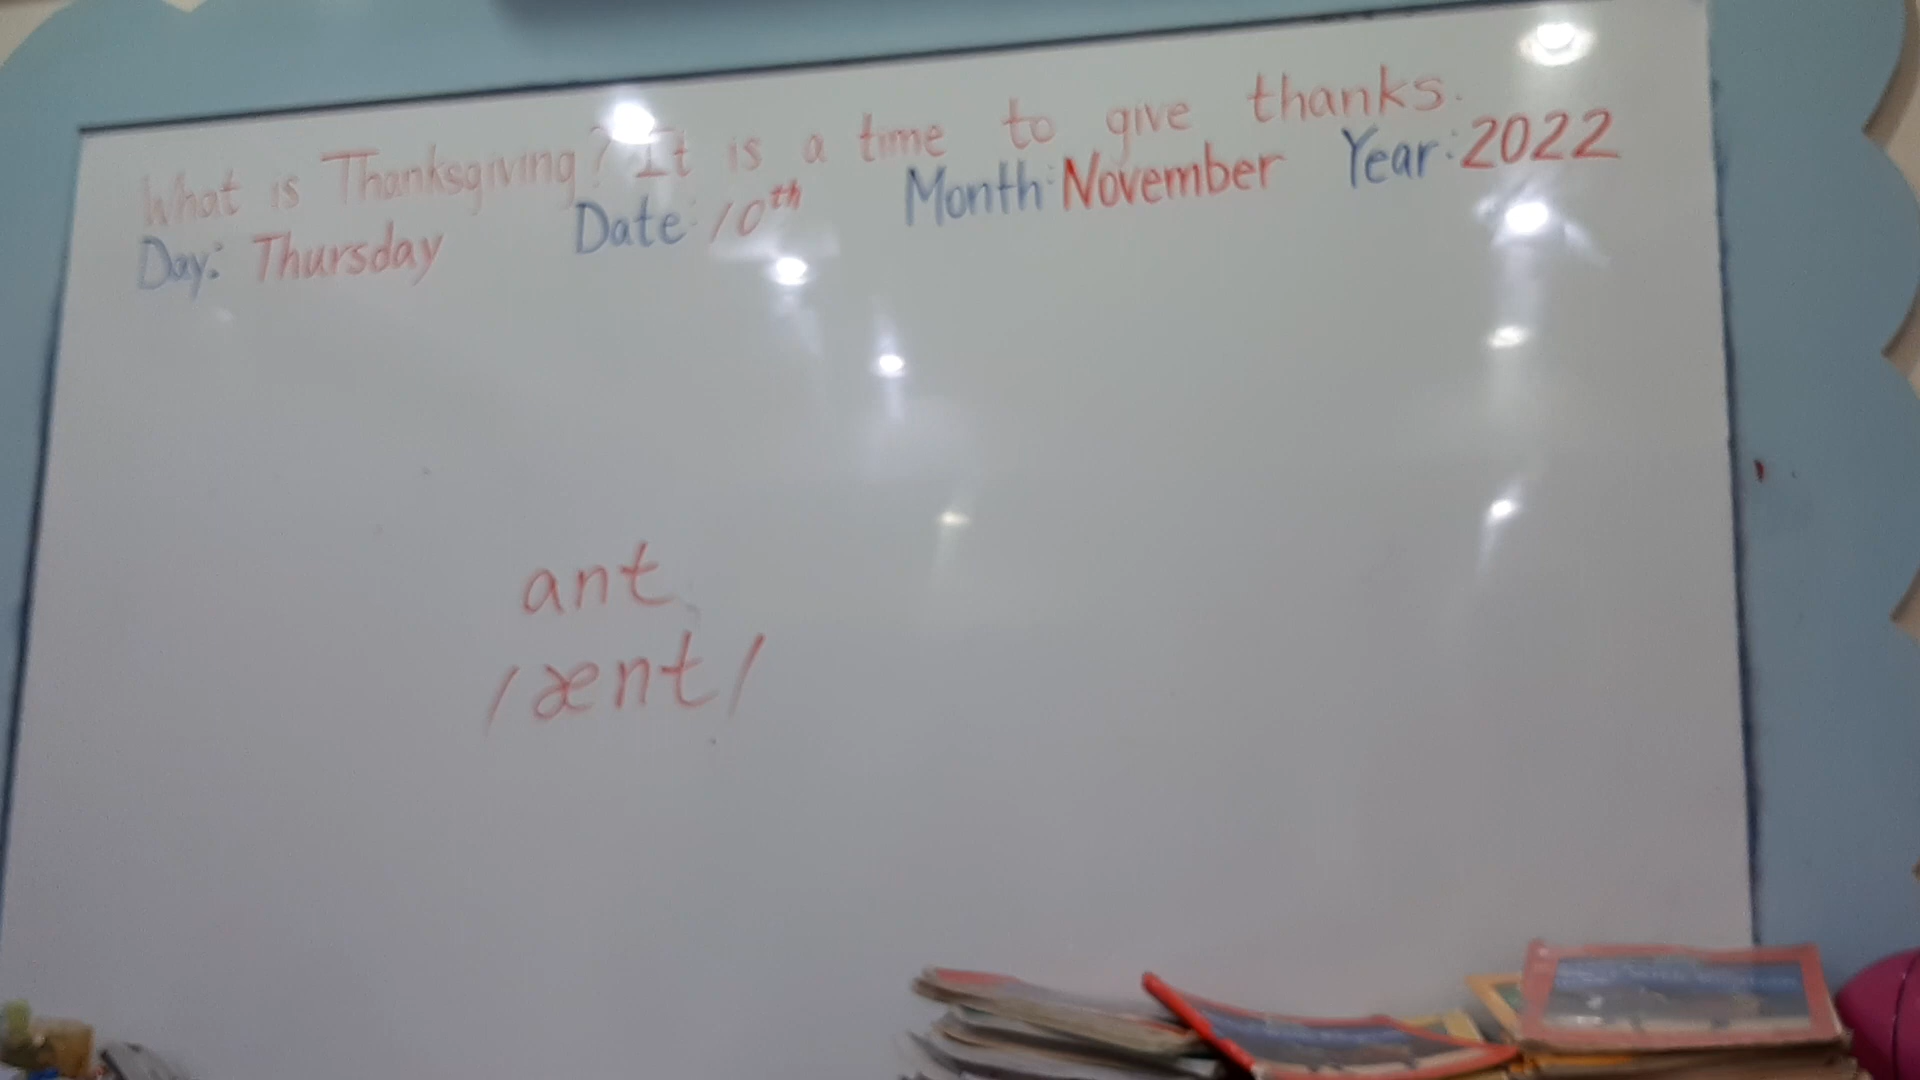 What is Thanksgiving? It is a time to give thanks.
Day: Thursday Date: 10th Month: November Year: 2022
ant
/ænt/